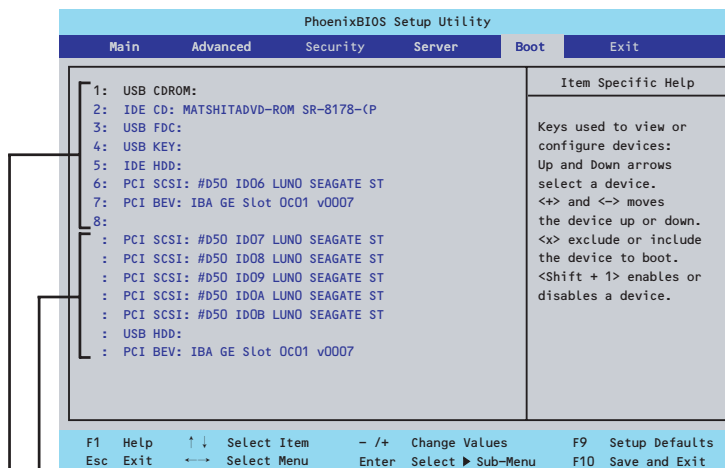 PhoenixBIOS Setup Utility
Main Advanced Security Server Boot Exit
1: USB CDROM:
2: IDE CD: MATSHITADVD-ROM SR-8178-(P
3: USB FDC:
4: USB KEY:
5: IDE HDD:
6: PCI SCSI: #D50 ID06 LUN0 SEAGATE ST
7: PCI BEV: IBA GE Slot 0C01 v0007
8:
: PCI SCSI: #D50 ID07 LUN0 SEAGATE ST
: PCI SCSI: #D50 ID08 LUN0 SEAGATE ST
: PCI SCSI: #D50 ID09 LUN0 SEAGATE ST
: PCI SCSI: #D50 ID0A LUN0 SEAGATE ST
: PCI SCSI: #D50 ID0B LUN0 SEAGATE ST
: USB HDD:
: PCI BEV: IBA GE Slot 0C01 v0007
Item Specific Help
Keys used to view or
configure devices:
Up and Down arrows
select a device.
<+> and <-> moves
the device up or down.
<x> exclude or include
the device to boot.
<Shift + 1> enables or
disables a device.
F1 Help ↑↓ Select Item - /+ Change Values F9 Setup Defaults
Esc Exit ←→ Select Menu Enter Select ▶ Sub-Menu F10 Save and Exit